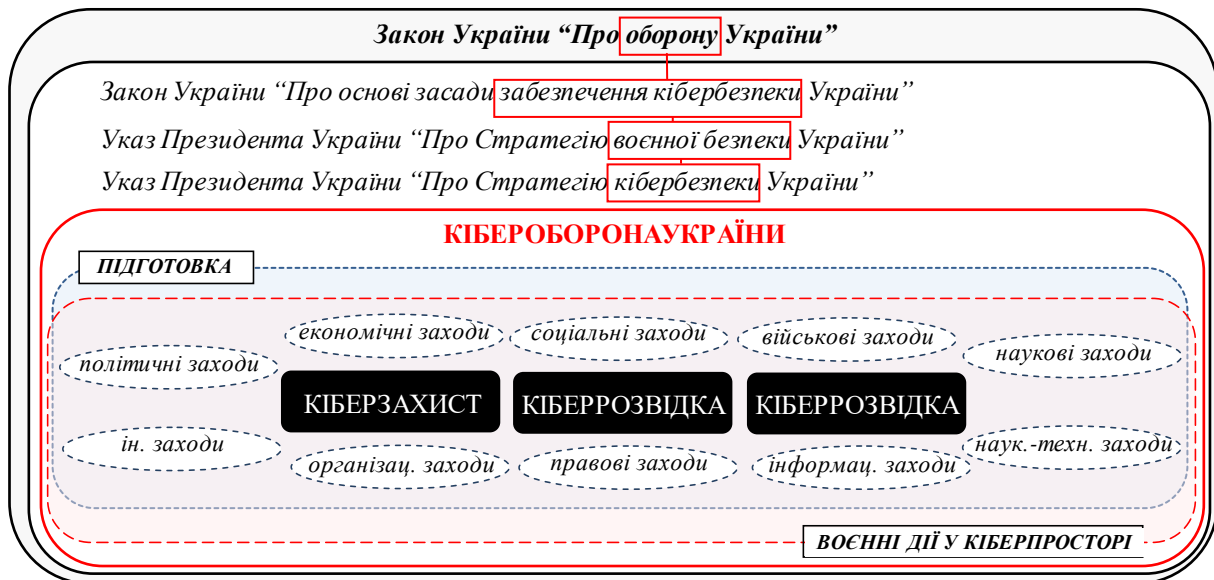 Закон України “Про оборону України”
Закон України “Про основі засади забезпечення кібербезпеки України”
Указ Президента України “Про Стратегію воєнної безпеки України”
Указ Президента України “Про Стратегію кібербезпеки України”
КІБЕРОБОРОНАУКРАЇНИ
ПІДГОТОВКА
економічні заходи соціальні заходи військові заходи
політичні заходи наукові заходи
КІБЕРЗАХИСТ КІБЕРРОЗВІДКА КІБЕРРОЗВІДКА
ін. заходи наук.-техн. заходи
організац. заходи правові заходи інформац. заходи
ВОЄННІ ДІЇ У КІБЕРПРОСТОРІ